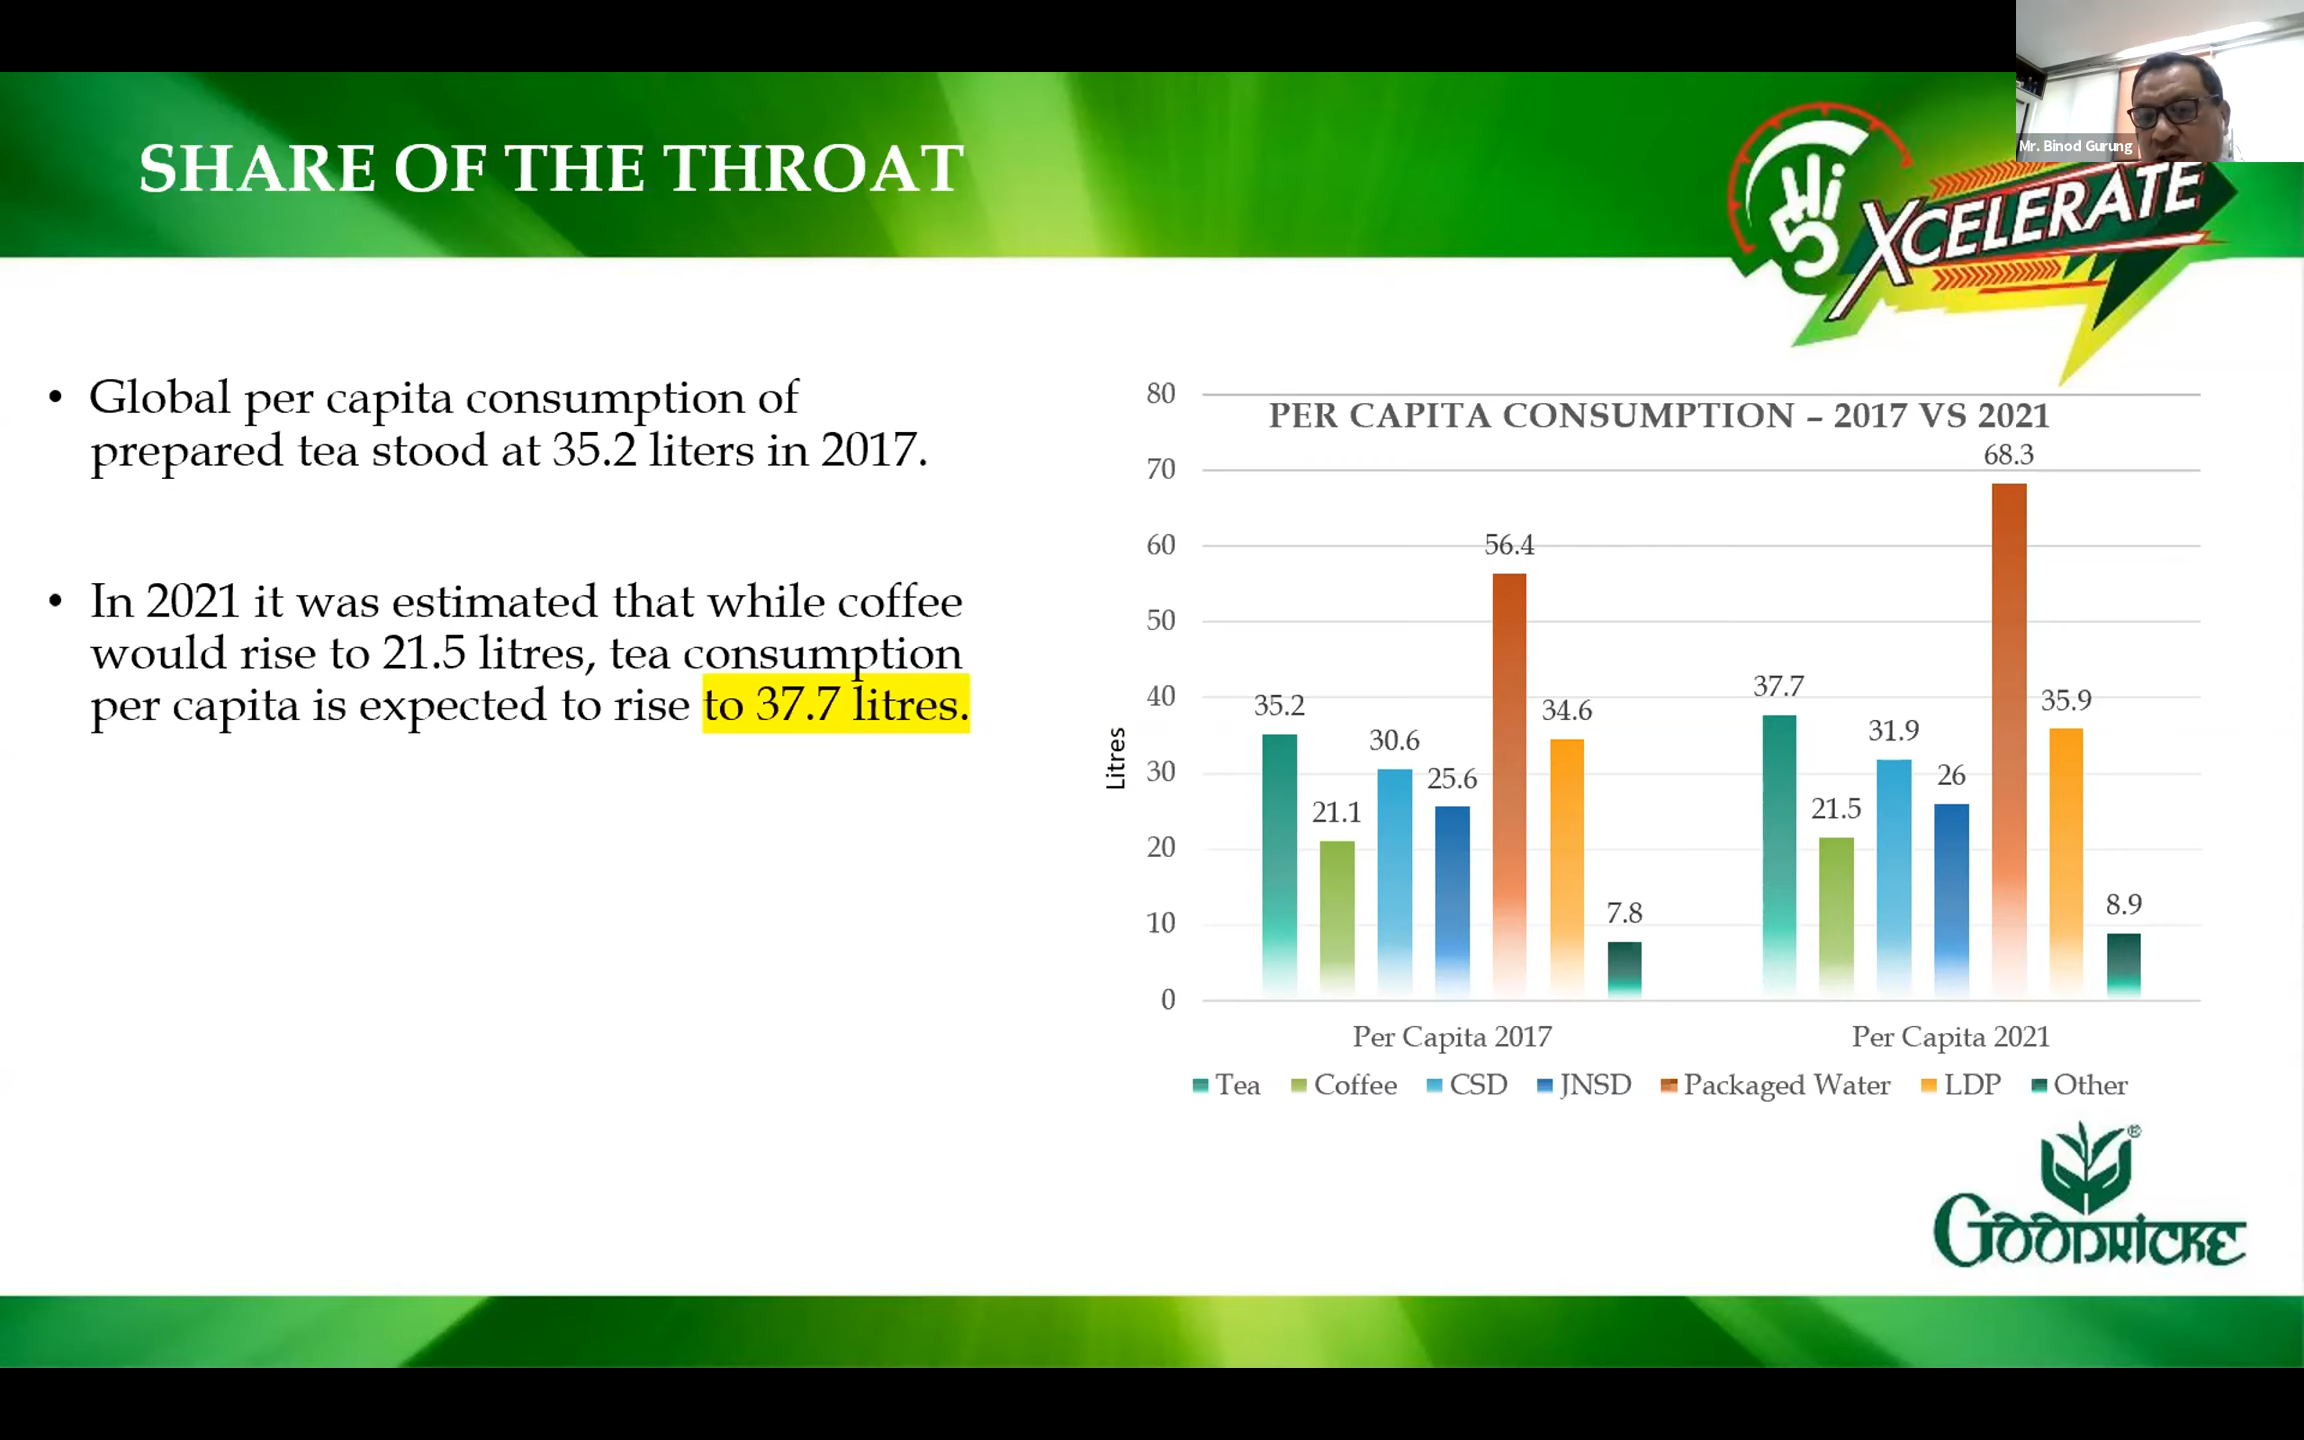 Mr. Binod Gurung
SHARE OF THE THROAT
Hi
5 XCELERATE
• Global per capita consumption of
prepared tea stood at 35.2 liters in 2017.
• In 2021 it was estimated that while coffee
would rise to 21.5 litres, tea consumption
per capita is expected to rise to 37.7 litres.
PER CAPITA CONSUMPTION – 2017 VS 2021
Litres
80
70
60
50
40
30
20
10
0
35.2
21.1
30.6
25.6
56.4
34.6
7.8
37.7
21.5
31.9
26
68.3
35.9
8.9
Per Capita 2017 Per Capita 2021
Tea Coffee CSD JNSD Packaged Water LDP Other
®
GOODRICKE